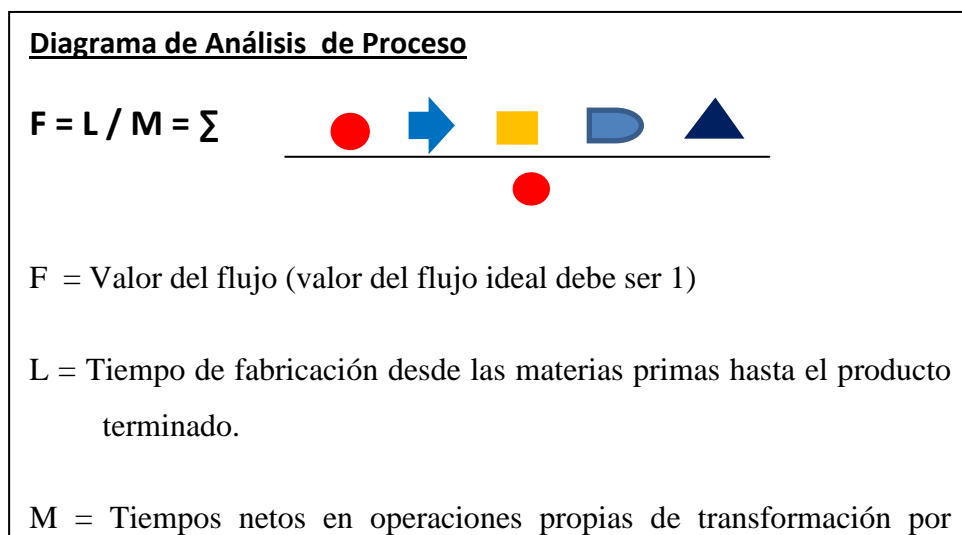 Diagrama de Análisis de Proceso
F = L / M = ∑
F = Valor del flujo (valor del flujo ideal debe ser 1)
L = Tiempo de fabricación desde las materias primas hasta el producto
terminado.
M = Tiempos netos en operaciones propias de transformación por